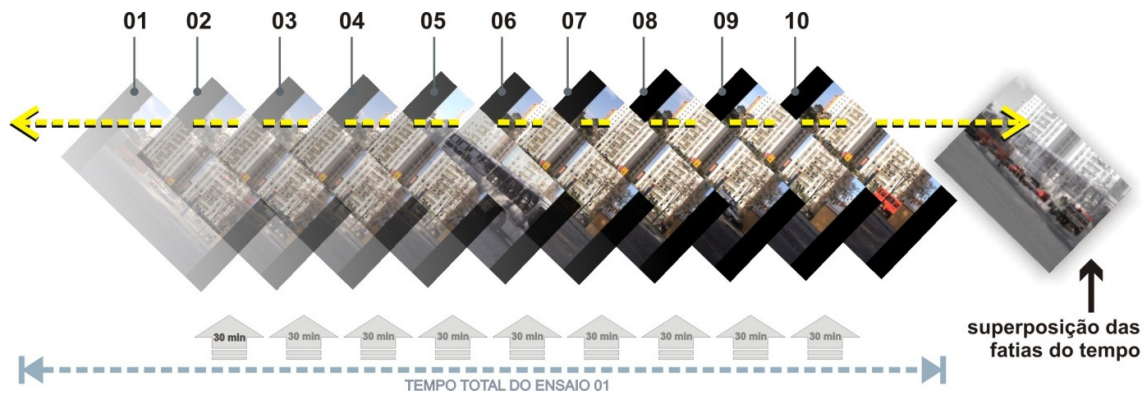 01 02 03 04 05 06 07 08 09 10
30 min 30 min 30 min 30 min 30 min 30 min 30 min 30 min 30 min
superposição das
fatias do tempo
TEMPO TOTAL DO ENSAIO 01